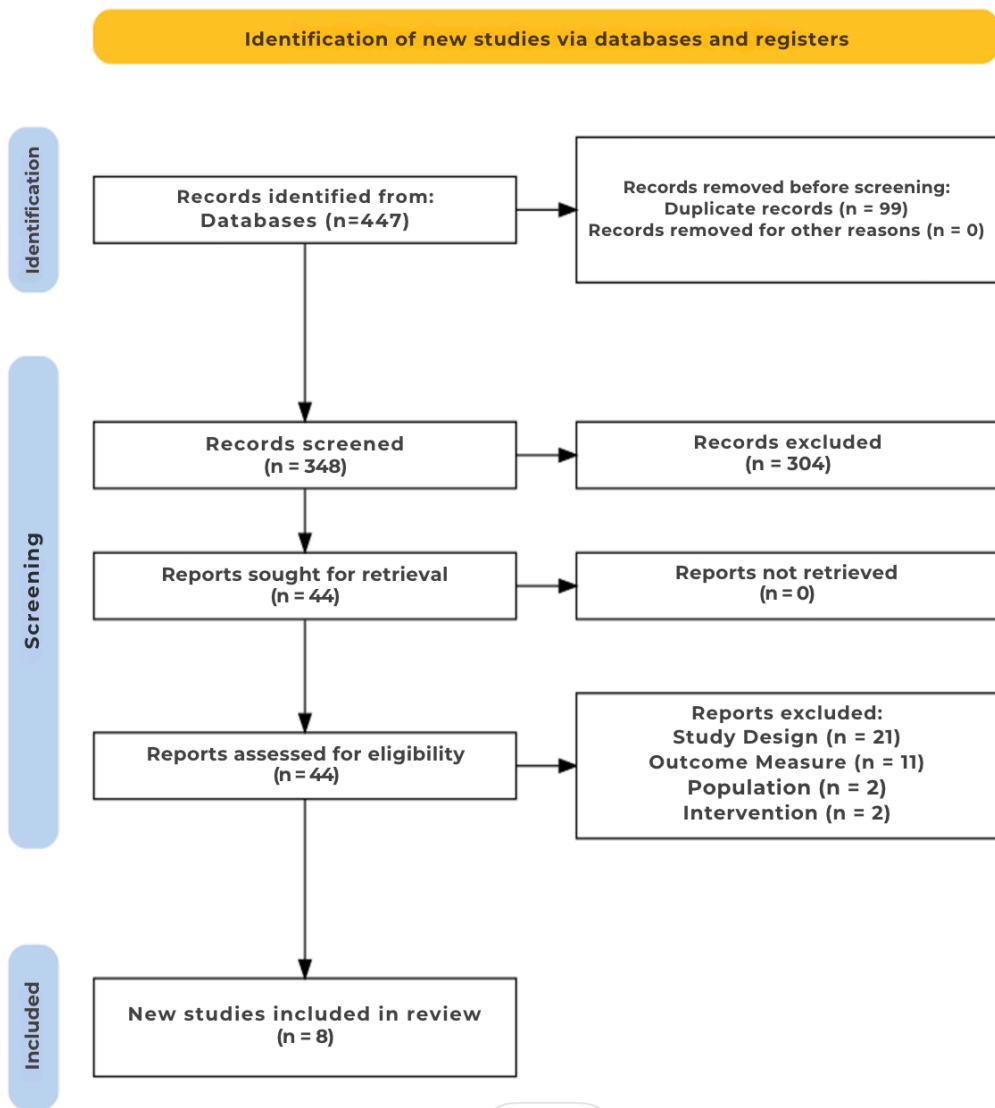 Identification of new studies via databases and registers
Identification
Records identified from:
Databases (n=447)
Records removed before screening:
Duplicate records (n = 99)
Records removed for other reasons (n = 0)
Screening
Records screened
(n = 348)
Records excluded
(n = 304)
Reports sought for retrieval
(n = 44)
Reports not retrieved
(n = 0)
Reports assessed for eligibility
(n = 44)
Reports excluded:
Study Design (n = 21)
Outcome Measure (n = 11)
Population (n = 2)
Intervention (n = 2)
Included
New studies included in review
(n = 8)